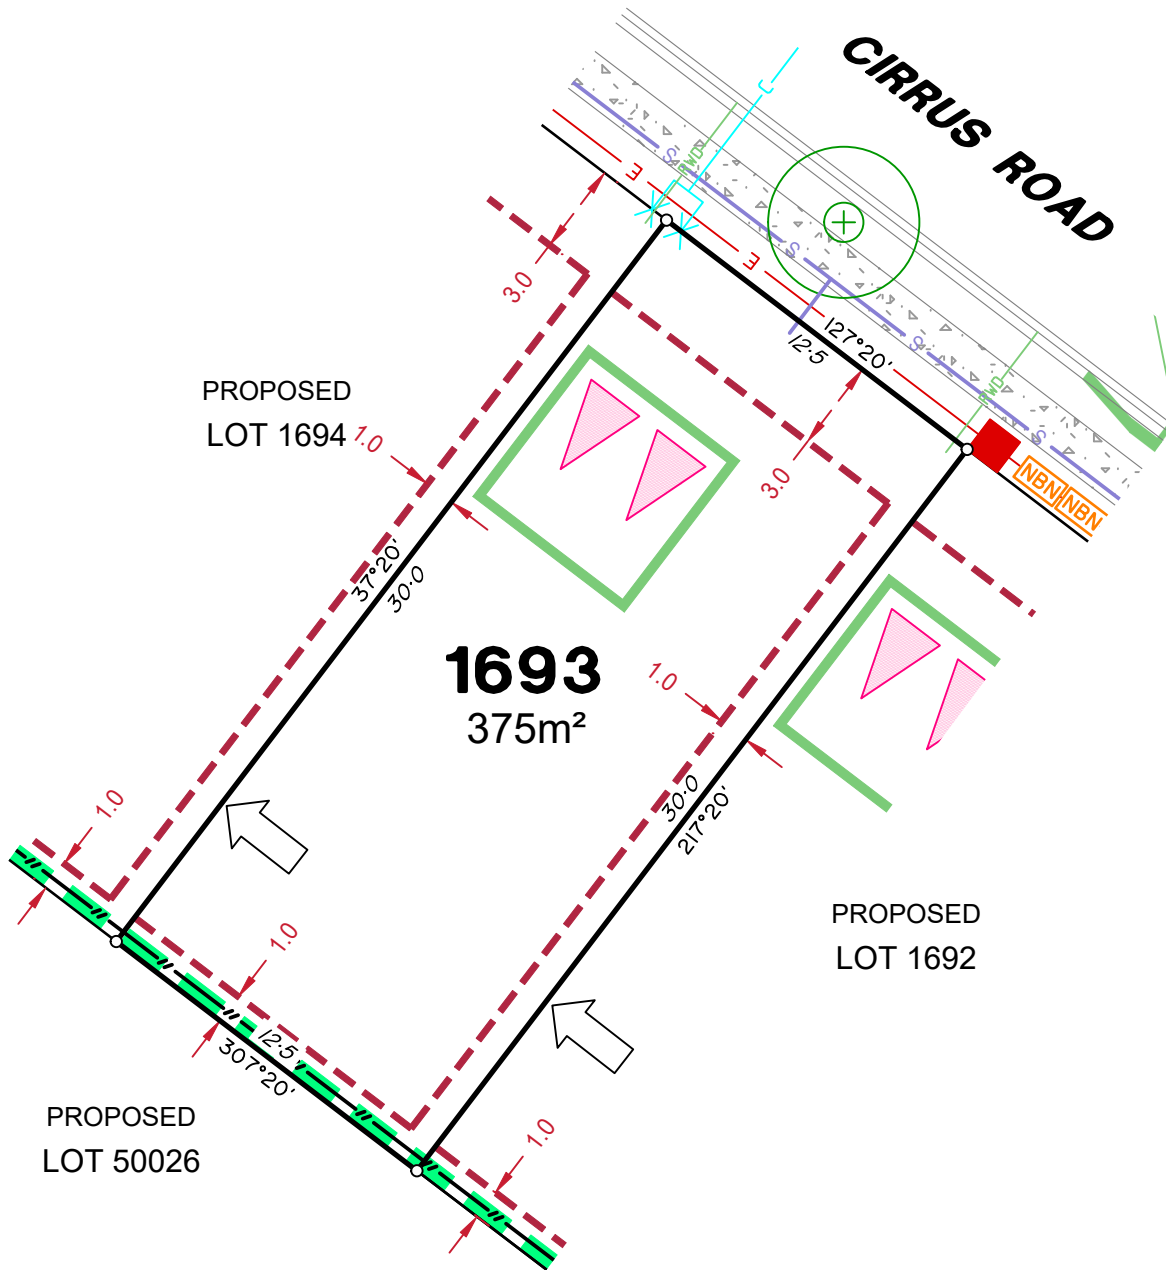 CIRRUS ROAD
C
RWD
S
E
3.0
S
E
127°20'
12·5
S
RWD
S
PROPOSED
LOT 1694
1.0
3.0
NBN
NBN
37°20'
30·0
1693
375m²
1.0
30·0
217°20'
1.0
PROPOSED
LOT 1692
1.0
12·5
307°20'
PROPOSED
LOT 50026
1.0